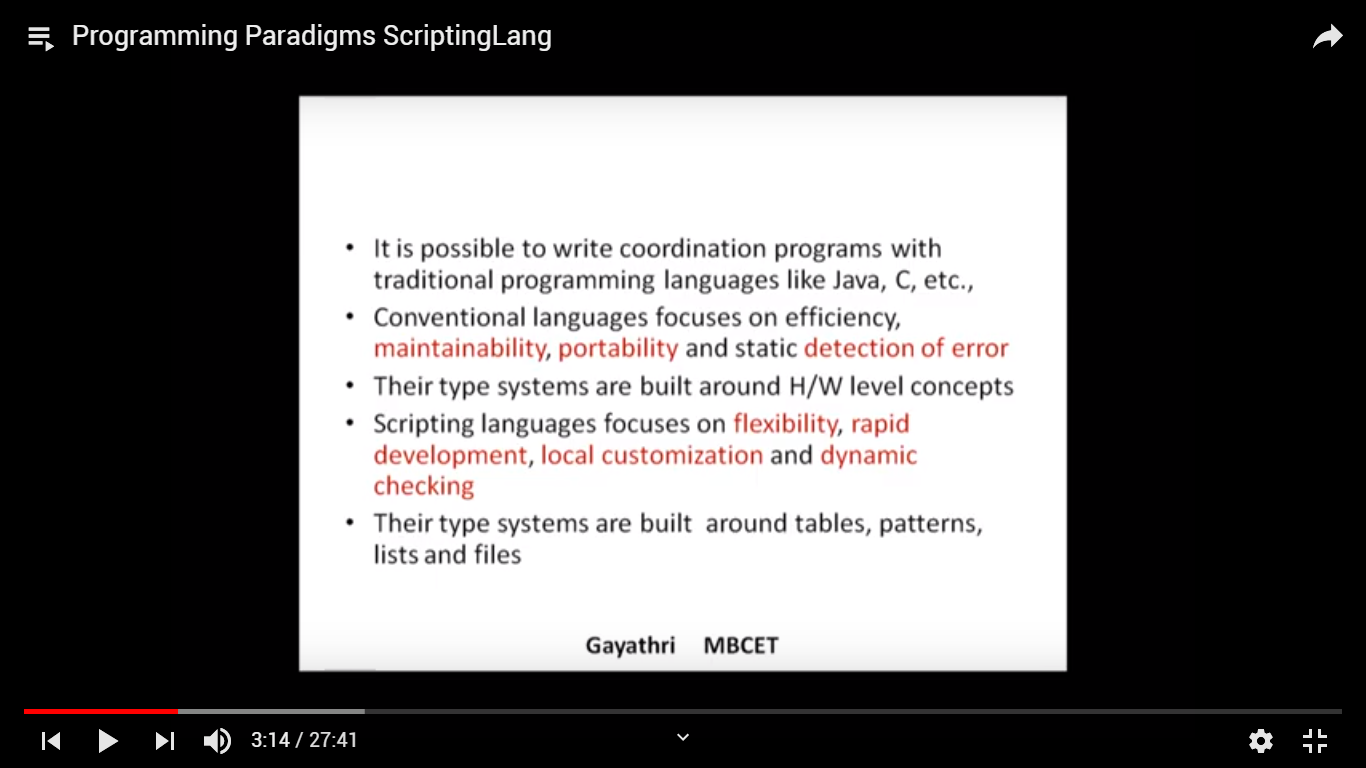 Programming Paradigms ScriptingLang
• It is possible to write coordination programs with
traditional programming languages like Java, C, etc.,
• Conventional languages focuses on efficiency,
maintainability, portability and static detection of error
• Their type systems are built around H/W level concepts
• Scripting languages focuses on flexibility, rapid
development, local customization and dynamic
checking
• Their type systems are built around tables, patterns,
lists and files
Gayathri MBCET
3:14 / 27:41